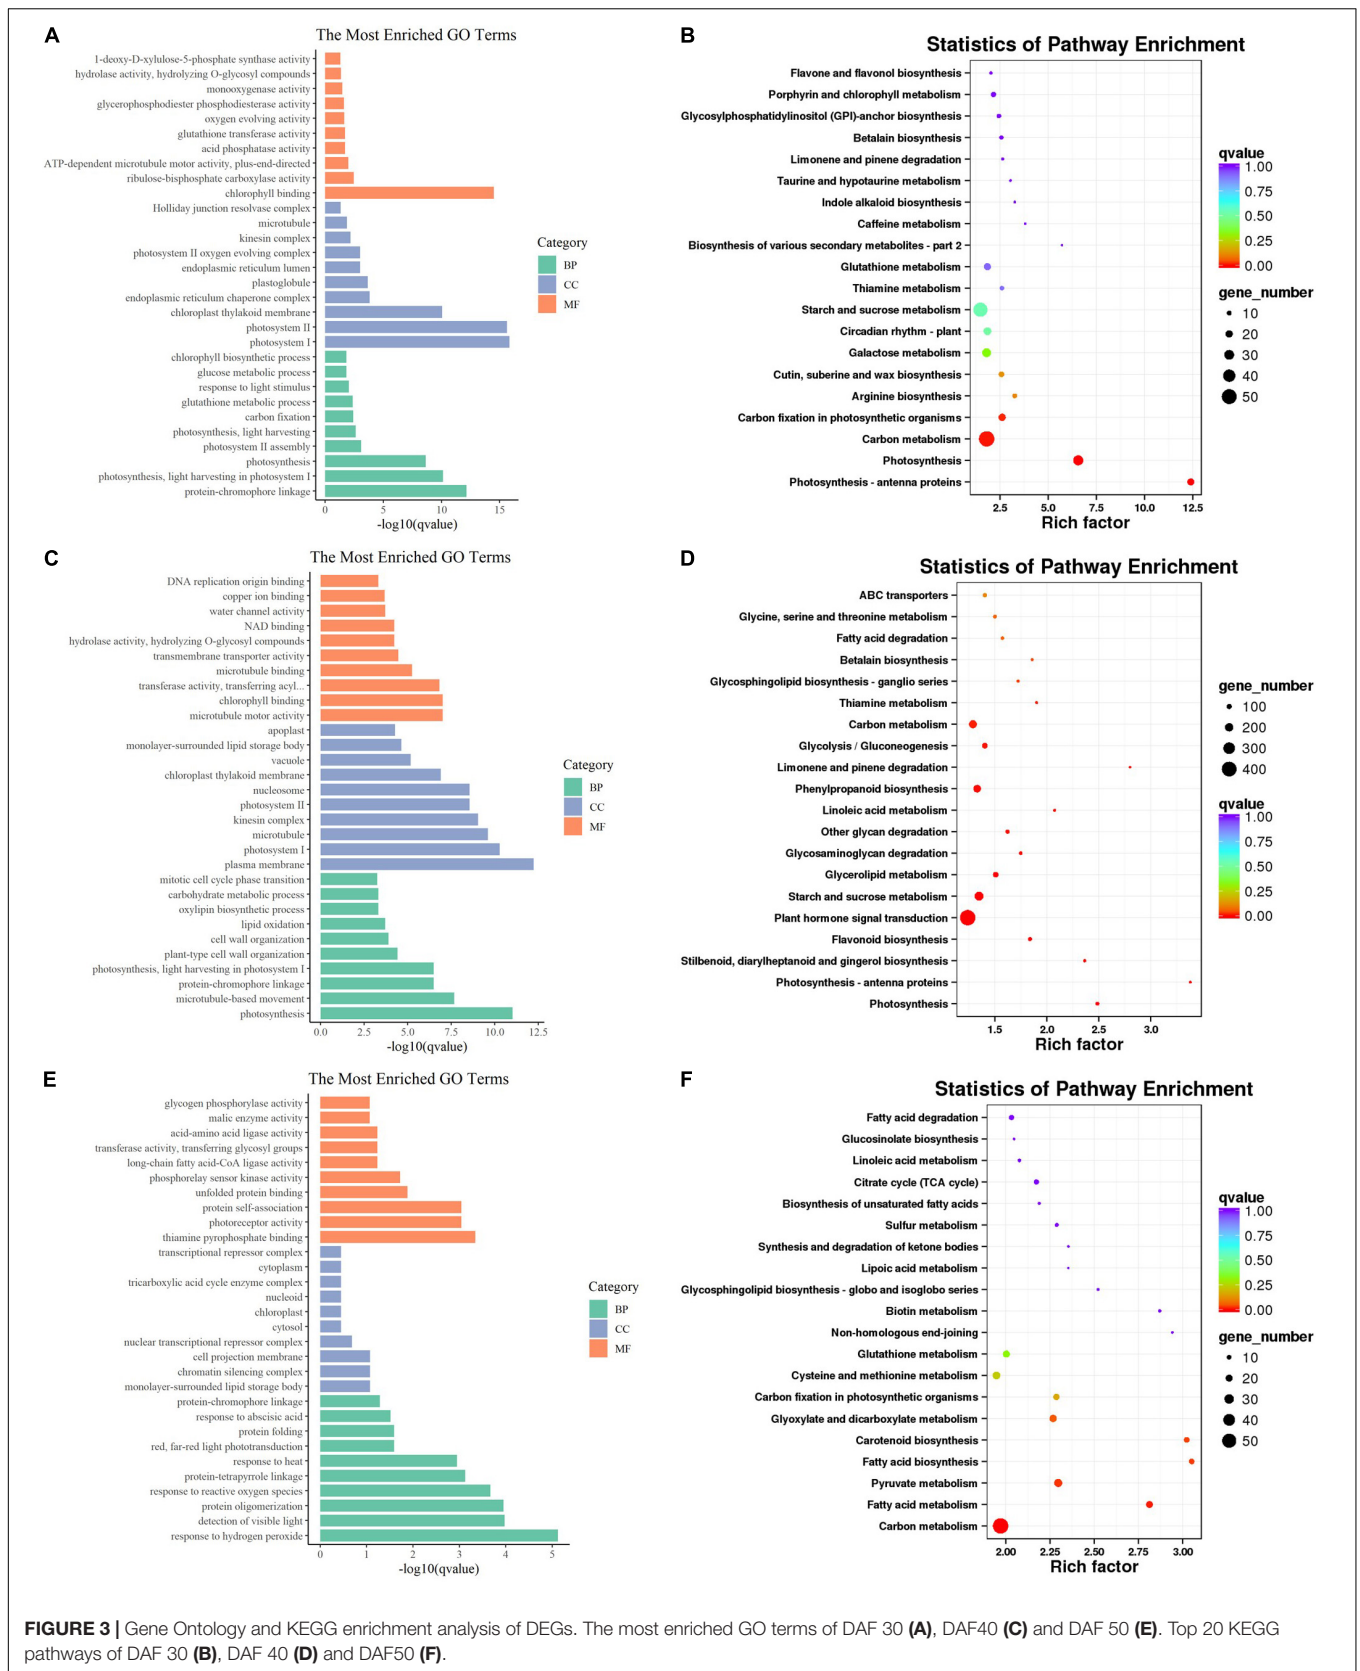 A
The Most Enriched GO Terms
1-deoxy-D-xylulose-5-phosphate synthase activity
hydrolase activity, hydrolyzing O-glycosyl compounds
monooxygenase activity
glycerophosphodiester phosphodiesterase activity
oxygen evolving activity
glutathione transferase activity
acid phosphatase activity
ATP-dependent microtubule motor activity, plus-end-directed
ribulose-bisphosphate carboxylase activity
chlorophyll binding
Holliday junction resolvase complex
microtubule
kinesin complex
photosystem II oxygen evolving complex
endoplasmic reticulum lumen
plastoglobule
endoplasmic reticulum chaperone complex
chloroplast thylakoid membrane
photosystem II
photosystem I
chlorophyll biosynthetic process
glucose metabolic process
response to light stimulus
glutathione metabolic process
carbon fixation
photosynthesis, light harvesting
photosystem II assembly
photosynthesis
photosynthesis, light harvesting in photosystem I
protein-chromophore linkage
0 5 10 15
-log10(qvalue)
Category
BP
CC
MF
B
Statistics of Pathway Enrichment
Flavone and flavonol biosynthesis
Porphyrin and chlorophyll metabolism
Glycosylphosphatidylinositol (GPI)-anchor biosynthesis
Betalain biosynthesis
Limonene and pinene degradation
Taurine and hypotaurine metabolism
Indole alkaloid biosynthesis
Caffeine metabolism
Biosynthesis of various secondary metabolites - part 2
Glutathione metabolism
Thiamine metabolism
Starch and sucrose metabolism
Circadian rhythm - plant
Galactose metabolism
Cutin, suberine and wax biosynthesis
Arginine biosynthesis
Carbon fixation in photosynthetic organisms
Carbon metabolism
Photosynthesis
Photosynthesis - antenna proteins
2.5 5.0 7.5 10.0 12.5
Rich factor
qvalue
1.00
0.75
0.50
0.25
0.00
gene_number
10
20
30
40
50
C
The Most Enriched GO Terms
DNA replication origin binding
copper ion binding
water channel activity
NAD binding
hydrolase activity, hydrolyzing O-glycosyl compounds
transmembrane transporter activity
microtubule binding
transferase activity, transferring acyl...
chlorophyll binding
microtubule motor activity
apoplast
monolayer-surrounded lipid storage body
vacuole
chloroplast thylakoid membrane
nucleosome
photosystem II
kinesin complex
microtubule
photosystem I
plasma membrane
mitotic cell cycle phase transition
carbohydrate metabolic process
oxylipin biosynthetic process
lipid oxidation
cell wall organization
plant-type cell wall organization
photosynthesis, light harvesting in photosystem I
protein-chromophore linkage
microtubule-based movement
photosynthesis
0.0 2.5 5.0 7.5 10.0 12.5
-log10(qvalue)
Category
BP
CC
MF
D
Statistics of Pathway Enrichment
ABC transporters
Glycine, serine and threonine metabolism
Fatty acid degradation
Betalain biosynthesis
Glycosphingolipid biosynthesis - ganglio series
Thiamine metabolism
Carbon metabolism
Glycolysis / Gluconeogenesis
Limonene and pinene degradation
Phenylpropanoid biosynthesis
Linoleic acid metabolism
Other glycan degradation
Glycosaminoglycan degradation
Glycerolipid metabolism
Starch and sucrose metabolism
Plant hormone signal transduction
Flavonoid biosynthesis
Stilbenoid, diarylheptanoid and gingerol biosynthesis
Photosynthesis - antenna proteins
Photosynthesis
1.5 2.0 2.5 3.0
Rich factor
gene_number
100
200
300
400
qvalue
1.00
0.75
0.50
0.25
0.00
E
The Most Enriched GO Terms
glycogen phosphorylase activity
malic enzyme activity
acid-amino acid ligase activity
transferase activity, transferring glycosyl groups
long-chain fatty acid-CoA ligase activity
phosphorelay sensor kinase activity
unfolded protein binding
protein self-association
photoreceptor activity
thiamine pyrophosphate binding
transcriptional repressor complex
cytoplasm
tricarboxylic acid cycle enzyme complex
nucleoid
chloroplast
cytosol
nuclear transcriptional repressor complex
cell projection membrane
chromatin silencing complex
monolayer-surrounded lipid storage body
protein-chromophore linkage
response to abscisic acid
protein folding
red, far-red light phototransduction
response to heat
protein-tetrapyrrole linkage
response to reactive oxygen species
protein oligomerization
detection of visible light
response to hydrogen peroxide
0 1 2 3 4 5
-log10(qvalue)
Category
BP
CC
MF
F
Statistics of Pathway Enrichment
Fatty acid degradation
Glucosinolate biosynthesis
Linoleic acid metabolism
Citrate cycle (TCA cycle)
Biosynthesis of unsaturated fatty acids
Sulfur metabolism
Synthesis and degradation of ketone bodies
Lipoic acid metabolism
Glycosphingolipid biosynthesis - globo and isoglobo series
Biotin metabolism
Non-homologous end-joining
Glutathione metabolism
Cysteine and methionine metabolism
Carbon fixation in photosynthetic organisms
Glyoxylate and dicarboxylate metabolism
Carotenoid biosynthesis
Fatty acid biosynthesis
Pyruvate metabolism
Fatty acid metabolism
Carbon metabolism
2.00 2.25 2.50 2.75 3.00
Rich factor
qvalue
1.00
0.75
0.50
0.25
0.00
gene_number
10
20
30
40
50
FIGURE 3 | Gene Ontology and KEGG enrichment analysis of DEGs. The most enriched GO terms of DAF 30 (A), DAF40 (C) and DAF 50 (E). Top 20 KEGG
pathways of DAF 30 (B), DAF 40 (D) and DAF50 (F).